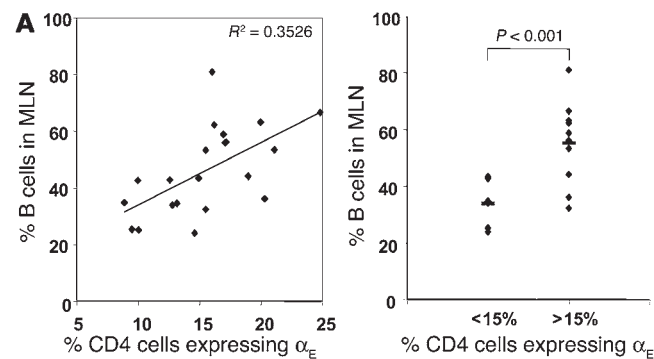 A
R² = 0.3526
100
80
60
40
20
0
5
10
15
20
25
% B cells in MLN
% CD4 cells expressing αE
P < 0.001
100
80
60
40
20
0
<15%
>15%
% B cells in MLN
% CD4 cells expressing αE